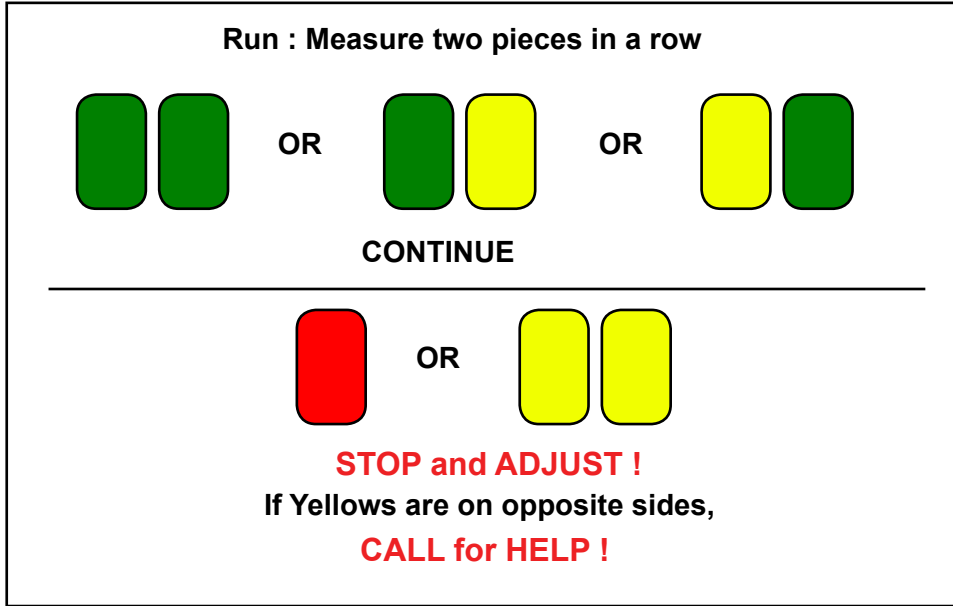 Run : Measure two pieces in a row
OR OR
CONTINUE
OR
STOP and ADJUST !
If Yellows are on opposite sides,
CALL for HELP !